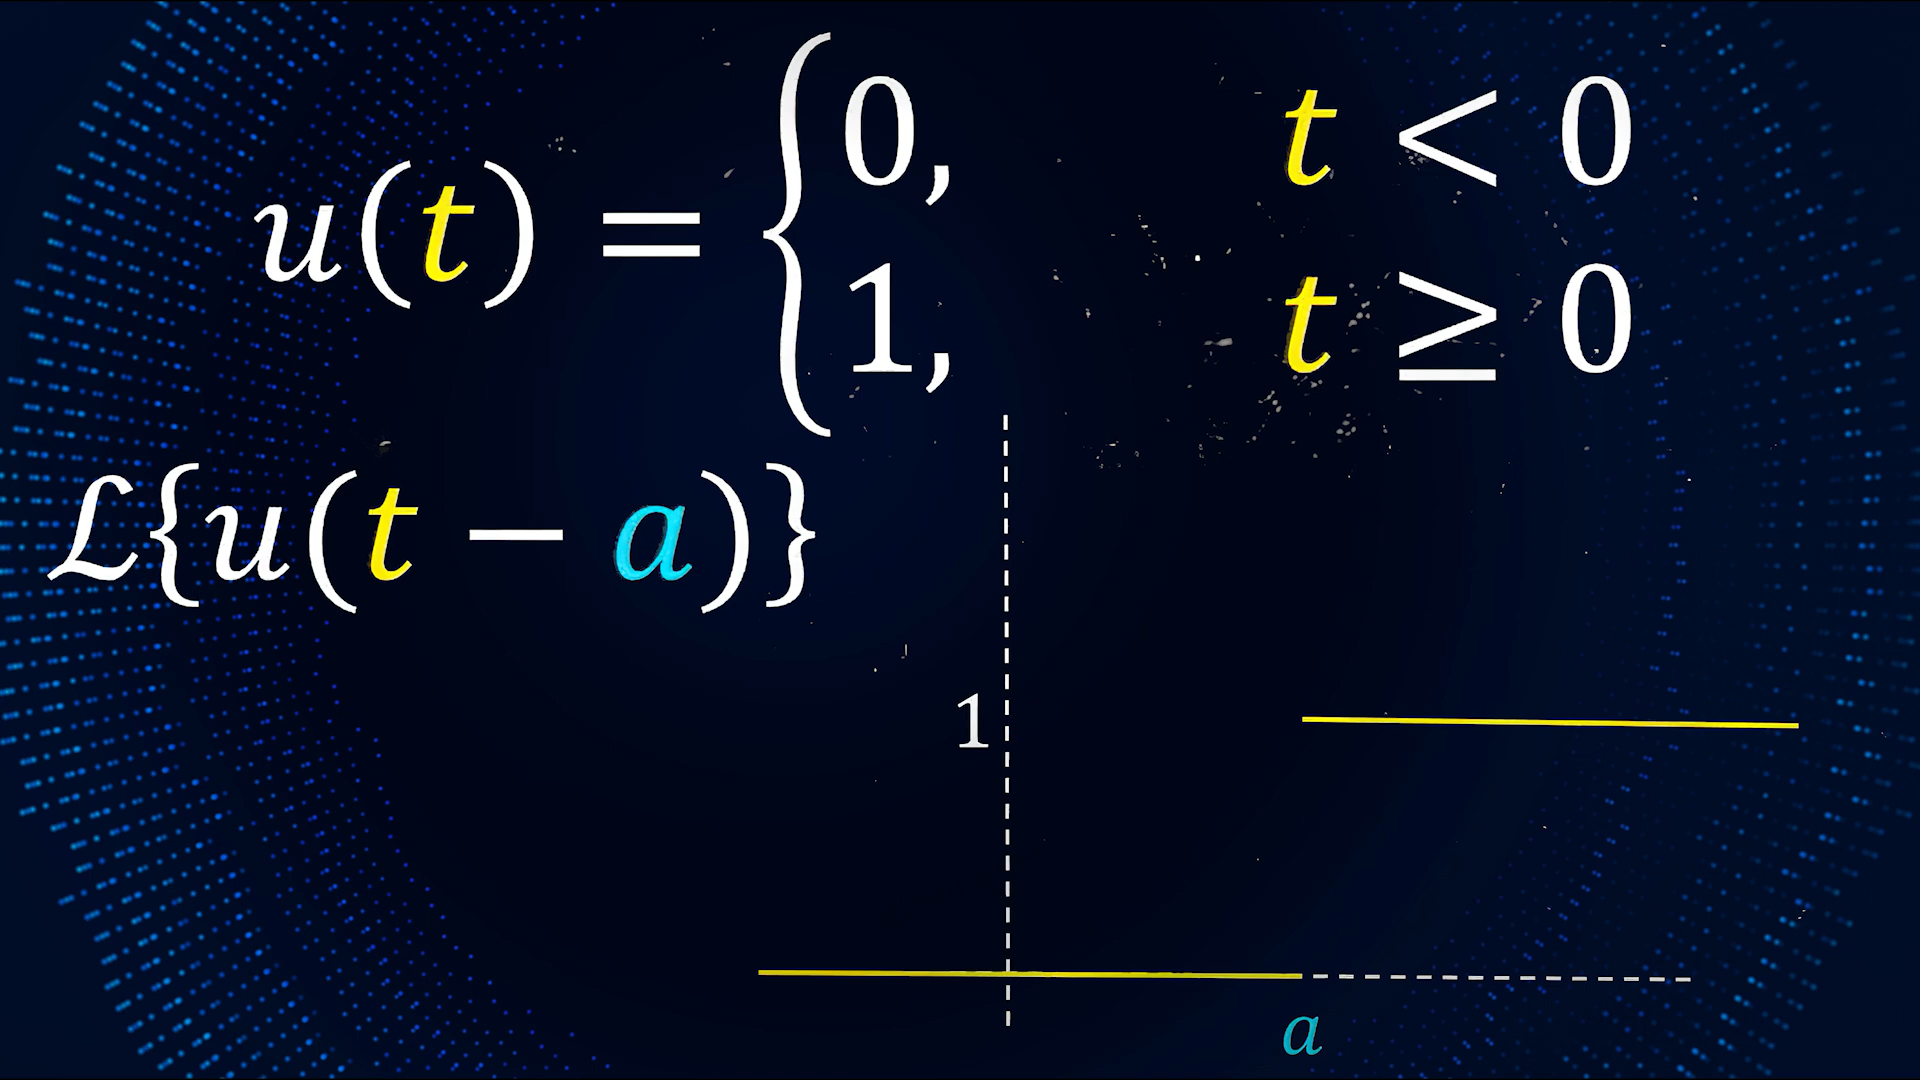 u(t) = { 0, t < 0
1, t ≥ 0
ℒ{u(t − a)}
1
a